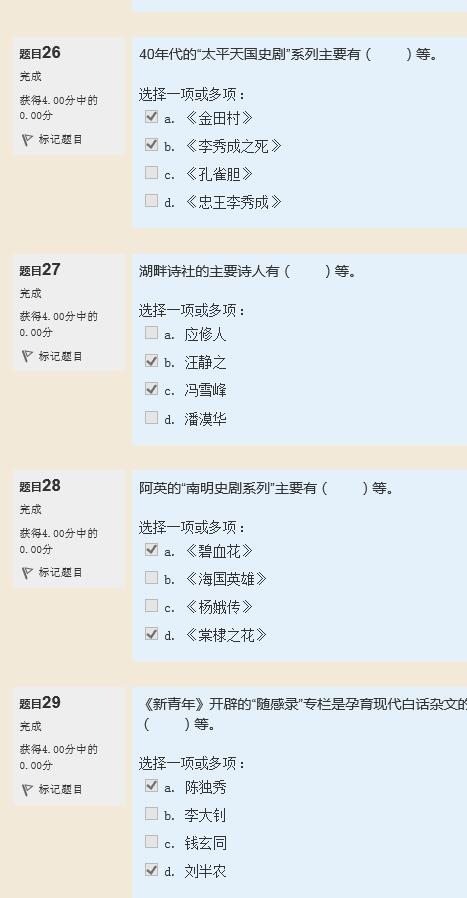 题目26
完成
获得4.00分中的
0.00分
标记题目
40年代的“太平天国史剧”系列主要有（ ）等。
选择一项或多项：
a. 《金田村》
b. 《李秀成之死》
c. 《孔雀胆》
d. 《忠王李秀成》
题目27
完成
获得4.00分中的
0.00分
标记题目
湖畔诗社的主要诗人有（ ）等。
选择一项或多项：
a. 应修人
b. 汪静之
c. 冯雪峰
d. 潘漠华
题目28
完成
获得4.00分中的
0.00分
标记题目
阿英的“南明史剧系列”主要有（ ）等。
选择一项或多项：
a. 《碧血花》
b. 《海国英雄》
c. 《杨娥传》
d. 《棠棣之花》
题目29
完成
获得4.00分中的
0.00分
标记题目
《新青年》开辟的“随感录”专栏是孕育现代白话杂文的
（ ）等。
选择一项或多项：
a. 陈独秀
b. 李大钊
c. 钱玄同
d. 刘半农